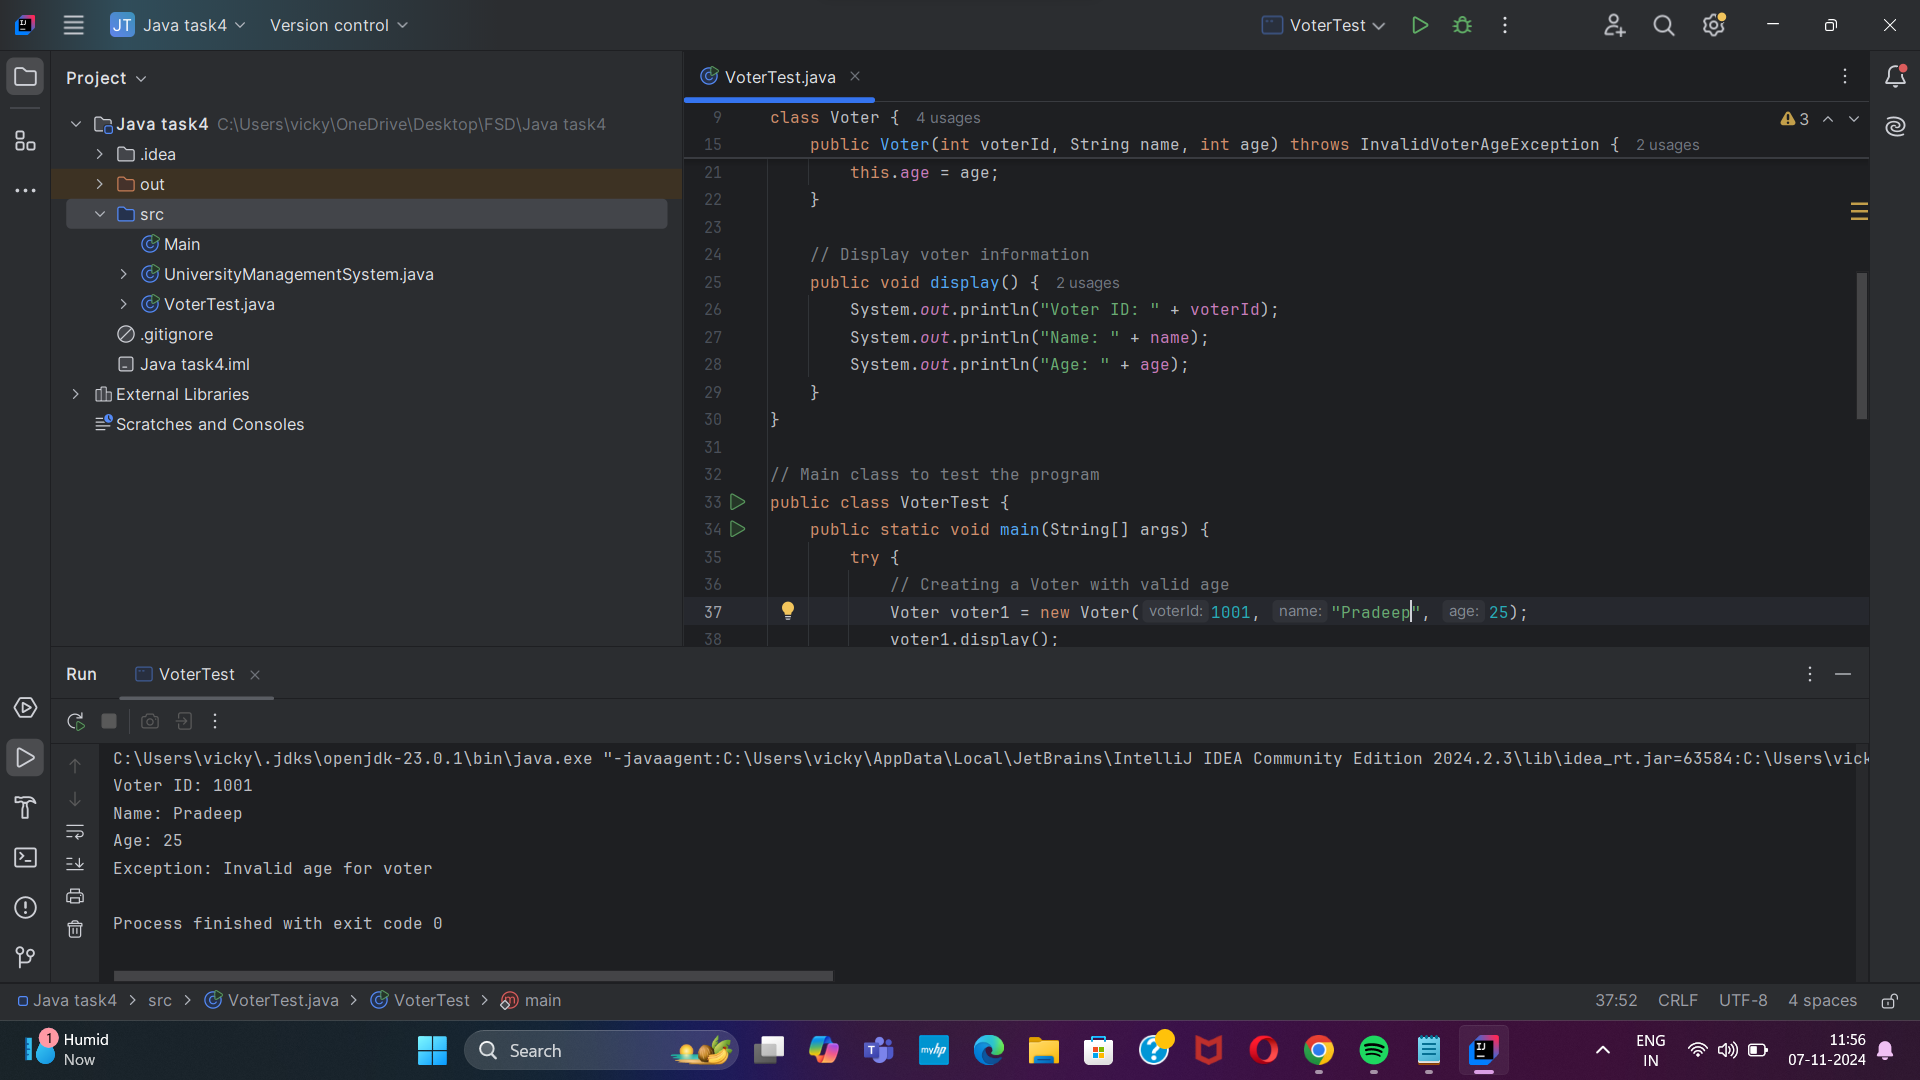 JT Java task4 Version control VoterTest
Project
VoterTest.java
Java task4 C:\Users\vicky\OneDrive\Desktop\FSD\Java task4
.idea
out
src
Main
UniversityManagementSystem.java
VoterTest.java
.gitignore
Java task4.iml
External Libraries
Scratches and Consoles
9 class Voter { 4 usages
3
15 public Voter(int voterId, String name, int age) throws InvalidVoterAgeException { 2 usages
21 this.age = age;
22 }
23
24 // Display voter information
25 public void display() { 2 usages
26 System.out.println("Voter ID: " + voterId);
27 System.out.println("Name: " + name);
28 System.out.println("Age: " + age);
29 }
30 }
31
32 // Main class to test the program
33 public class VoterTest {
34 public static void main(String[] args) {
35 try {
36 // Creating a Voter with valid age
37 Voter voter1 = new Voter( voterId: 1001, name: "Pradeep", age: 25);
38 voter1.display();
Run VoterTest
C:\Users\vicky\.jdks\openjdk-23.0.1\bin\java.exe "-javaagent:C:\Users\vicky\AppData\Local\JetBrains\IntelliJ IDEA Community Edition 2024.2.3\lib\idea_rt.jar=63584:C:\Users\vick
Voter ID: 1001
Name: Pradeep
Age: 25
Exception: Invalid age for voter
Process finished with exit code 0
Java task4 > src > VoterTest.java > VoterTest > main
37:52 CRLF UTF-8 4 spaces
1 Humid
Now
Search
myhp
IJ
ENG
IN
11:56
07-11-2024